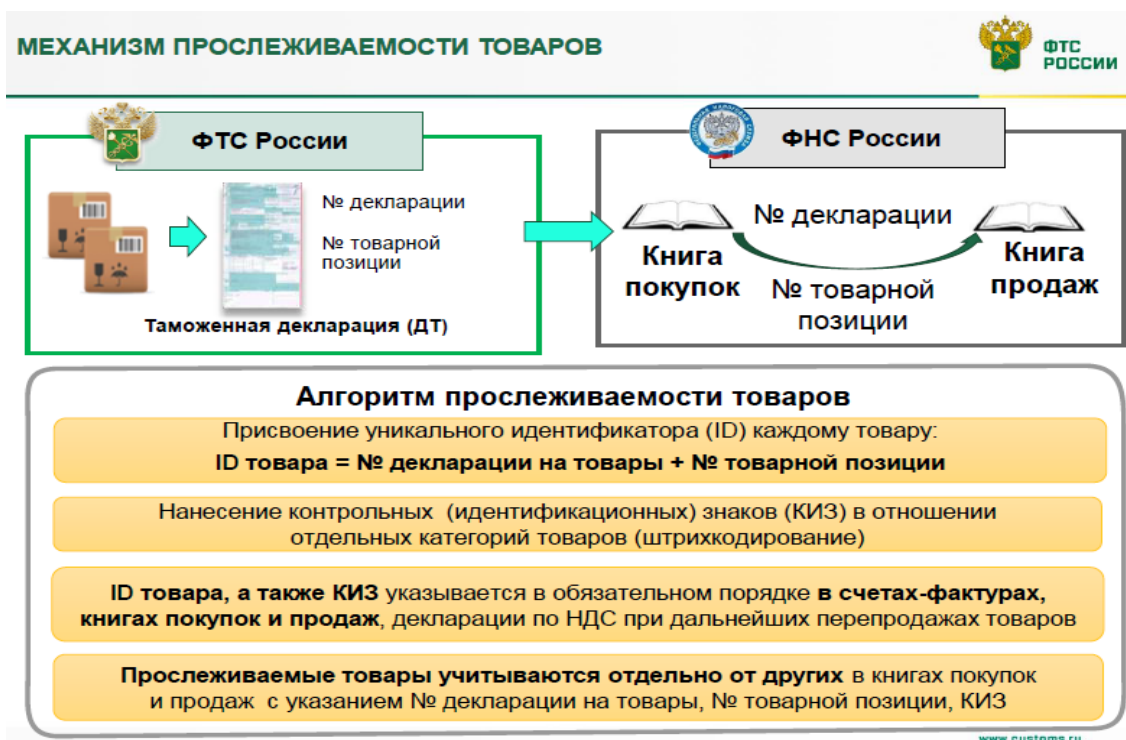 МЕХАНИЗМ ПРОСЛЕЖИВАЕМОСТИ ТОВАРОВ
ФТС
РОССИИ
ФТС России
№ декларации
№ товарной
позиции
Таможенная декларация (ДТ)
ФНС России
№ декларации
Книга
покупок
№ товарной
позиции
Книга
продаж
Алгоритм прослеживаемости товаров
Присвоение уникального идентификатора (ID) каждому товару:
ID товара = № декларации на товары + № товарной позиции
Нанесение контрольных (идентификационных) знаков (КИЗ) в отношении
отдельных категорий товаров (штрихкодирование)
ID товара, а также КИЗ указывается в обязательном порядке в счетах-фактурах,
книгах покупок и продаж, декларации по НДС при дальнейших перепродажах товаров
Прослеживаемые товары учитываются отдельно от других в книгах покупок
и продаж с указанием № декларации на товары, № товарной позиции, КИЗ
www.customs.ru